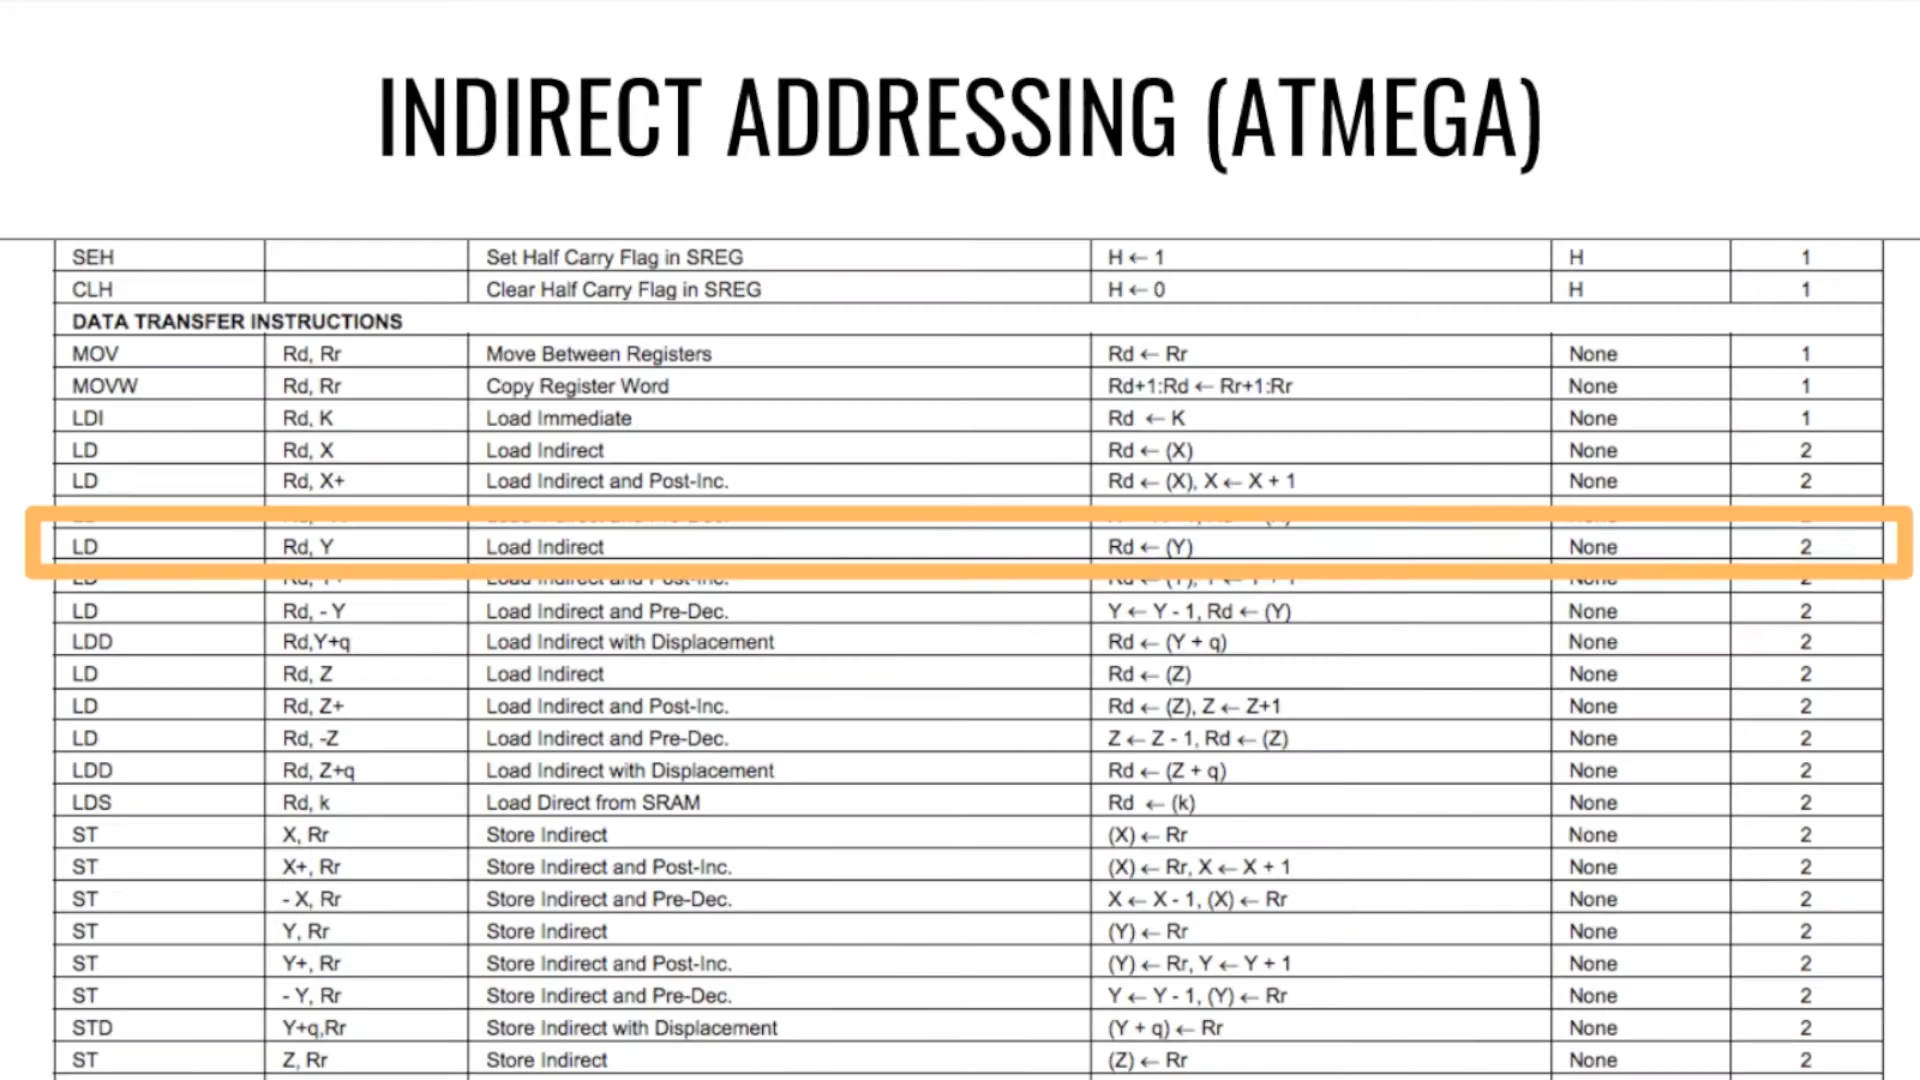 INDIRECT ADDRESSING (ATMEGA)
SEH Set Half Carry Flag in SREG H ← 1 H 1
CLH Clear Half Carry Flag in SREG H ← 0 H 1
DATA TRANSFER INSTRUCTIONS
MOV Rd, Rr Move Between Registers Rd ← Rr None 1
MOVW Rd, Rr Copy Register Word Rd+1:Rd ← Rr+1:Rr None 1
LDI Rd, K Load Immediate Rd ← K None 1
LD Rd, X Load Indirect Rd ← (X) None 2
LD Rd, X+ Load Indirect and Post-Inc. Rd ← (X), X ← X + 1 None 2
LD Rd, Y Load Indirect Rd ← (Y) None 2
LD Load Indirect and Post-Inc. None 2
LD Rd, - Y Load Indirect and Pre-Dec. Y ← Y - 1, Rd ← (Y) None 2
LDD Rd,Y+q Load Indirect with Displacement Rd ← (Y + q) None 2
LD Rd, Z Load Indirect Rd ← (Z) None 2
LD Rd, Z+ Load Indirect and Post-Inc. Rd ← (Z), Z ← Z+1 None 2
LD Rd, -Z Load Indirect and Pre-Dec. Z ← Z - 1, Rd ← (Z) None 2
LDD Rd, Z+q Load Indirect with Displacement Rd ← (Z + q) None 2
LDS Rd, k Load Direct from SRAM Rd ← (k) None 2
ST X, Rr Store Indirect (X) ← Rr None 2
ST X+, Rr Store Indirect and Post-Inc. (X) ← Rr, X ← X + 1 None 2
ST - X, Rr Store Indirect and Pre-Dec. X ← X - 1, (X) ← Rr None 2
ST Y, Rr Store Indirect (Y) ← Rr None 2
ST Y+, Rr Store Indirect and Post-Inc. (Y) ← Rr, Y ← Y + 1 None 2
ST - Y, Rr Store Indirect and Pre-Dec. Y ← Y - 1, (Y) ← Rr None 2
STD Y+q,Rr Store Indirect with Displacement (Y + q) ← Rr None 2
ST Z, Rr Store Indirect (Z) ← Rr None 2